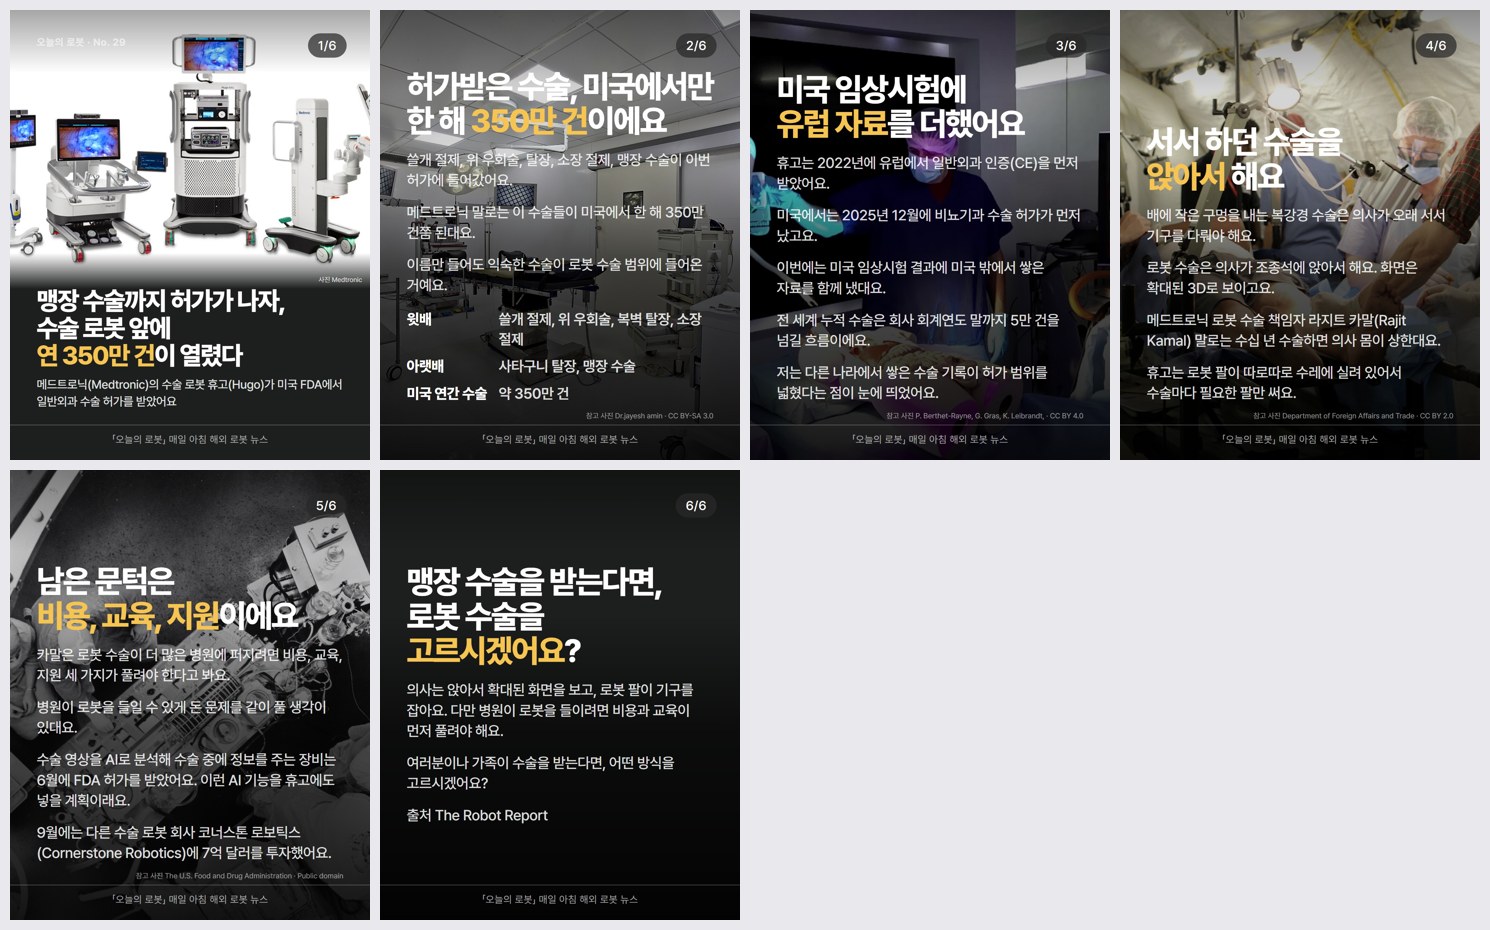 오늘의 로봇 · No. 29
1/6
사진 Medtronic
맹장 수술까지 허가가 나자,
수술 로봇 앞에
연 350만 건이 열렸다
메드트로닉(Medtronic)의 수술 로봇 휴고(Hugo)가 미국 FDA에서
일반외과 수술 허가를 받았어요
「오늘의 로봇」 매일 아침 해외 로봇 뉴스
2/6
허가받은 수술, 미국에서만
한 해 350만 건이에요
쓸개 절제, 위 우회술, 탈장, 소장 절제, 맹장 수술이 이번
허가에 들어갔어요.
메드트로닉 말로는 이 수술들이 미국에서 한 해 350만
건쯤 된대요.
이름만 들어도 익숙한 수술이 로봇 수술 범위에 들어온
거예요.
윗배 쓸개 절제, 위 우회술, 복벽 탈장, 소장
절제
아랫배 사타구니 탈장, 맹장 수술
미국 연간 수술 약 350만 건
참고 사진 Dr.jayesh amin · CC BY-SA 3.0
「오늘의 로봇」 매일 아침 해외 로봇 뉴스
3/6
미국 임상시험에
유럽 자료를 더했어요
휴고는 2022년에 유럽에서 일반외과 인증(CE)을 먼저
받았어요.
미국에서는 2025년 12월에 비뇨기과 수술 허가가 먼저
났고요.
이번에는 미국 임상시험 결과에 미국 밖에서 쌓은
자료를 함께 냈대요.
전 세계 누적 수술은 회사 회계연도 말까지 5만 건을
넘길 흐름이에요.
저는 다른 나라에서 쌓은 수술 기록이 허가 범위를
넓혔다는 점이 눈에 띄었어요.
참고 사진 P. Berthet-Rayne, G. Gras, K. Leibrandt, · CC BY 4.0
「오늘의 로봇」 매일 아침 해외 로봇 뉴스
4/6
서서 하던 수술을
앉아서 해요
배에 작은 구멍을 내는 복강경 수술은 의사가 오래 서서
기구를 다뤄야 해요.
로봇 수술은 의사가 조종석에 앉아서 해요. 화면은
확대된 3D로 보이고요.
메드트로닉 로봇 수술 책임자 라지트 카말(Rajit
Kamal) 말로는 수십 년 수술하면 의사 몸이 상한대요.
휴고는 로봇 팔이 따로따로 수레에 실려 있어서
수술마다 필요한 팔만 써요.
참고 사진 Department of Foreign Affairs and Trade · CC BY 2.0
「오늘의 로봇」 매일 아침 해외 로봇 뉴스
5/6
남은 문턱은
비용, 교육, 지원이에요
카말은 로봇 수술이 더 많은 병원에 퍼지려면 비용, 교육,
지원 세 가지가 풀려야 한다고 봐요.
병원이 로봇을 들일 수 있게 돈 문제를 같이 풀 생각이
있대요.
수술 영상을 AI로 분석해 수술 중에 정보를 주는 장비는
6월에 FDA 허가를 받았어요. 이런 AI 기능을 휴고에도
넣을 계획이래요.
9월에는 다른 수술 로봇 회사 코너스톤 로보틱스
(Cornerstone Robotics)에 7억 달러를 투자했어요.
참고 사진 The U.S. Food and Drug Administration · Public domain
「오늘의 로봇」 매일 아침 해외 로봇 뉴스
6/6
맹장 수술을 받는다면,
로봇 수술을
고르시겠어요?
의사는 앉아서 확대된 화면을 보고, 로봇 팔이 기구를
잡아요. 다만 병원이 로봇을 들이려면 비용과 교육이
먼저 풀려야 해요.
여러분이나 가족이 수술을 받는다면, 어떤 방식을
고르시겠어요?
출처 The Robot Report
「오늘의 로봇」 매일 아침 해외 로봇 뉴스